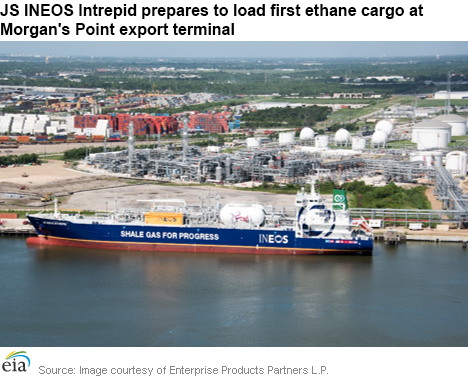 JS INEOS Intrepid prepares to load first ethane cargo at
Morgan's Point export terminal
INEOS
SHALE GAS FOR PROGRESS
INEOS
eia
Source: Image courtesy of Enterprise Products Partners L.P.